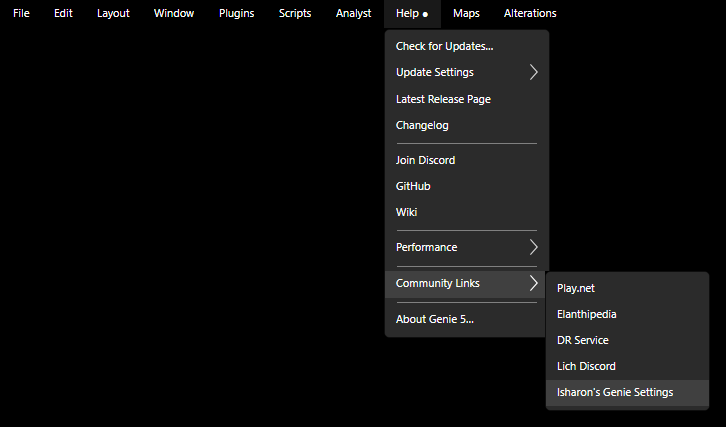 File Edit Layout Window Plugins Scripts Analyst Help ● Maps Alterations
Check for Updates...
Update Settings
Latest Release Page
Changelog
Join Discord
GitHub
Wiki
Performance
Community Links
About Genie 5...
Play.net
Elanthipedia
DR Service
Lich Discord
Isharon's Genie Settings